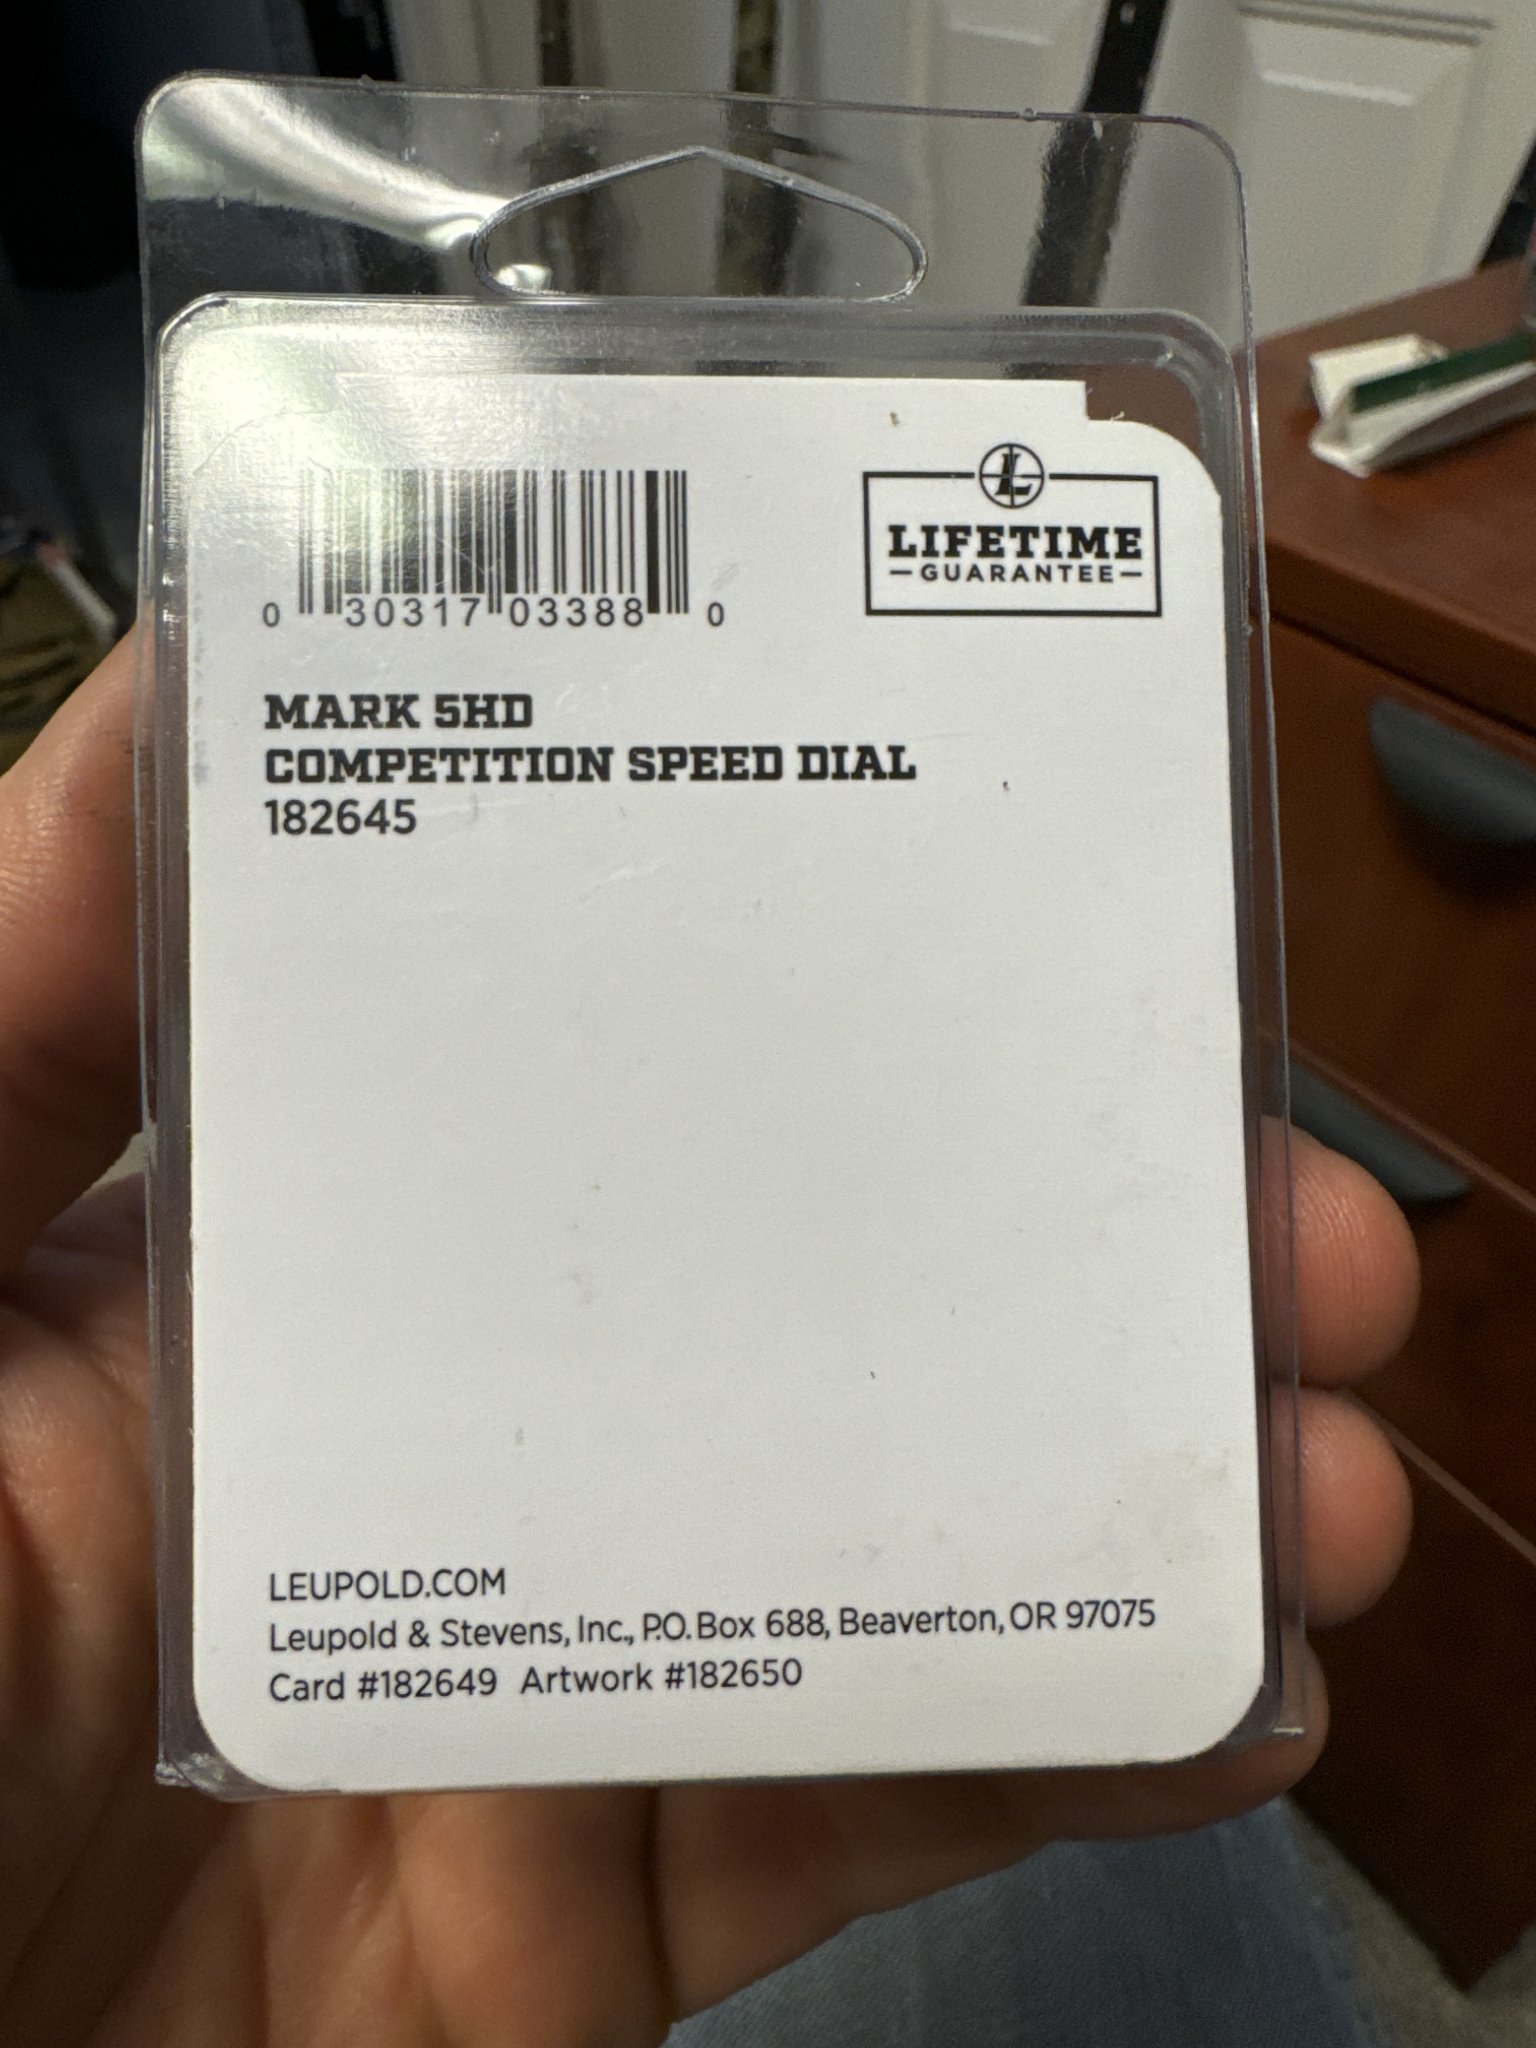 0 30317 03388 0
L
LIFETIME
GUARANTEE
MARK 5HD
COMPETITION SPEED DIAL
182645
LEUPOLD.COM
Leupold & Stevens, Inc., P.O. Box 688, Beaverton, OR 97075
Card #182649 Artwork #182650